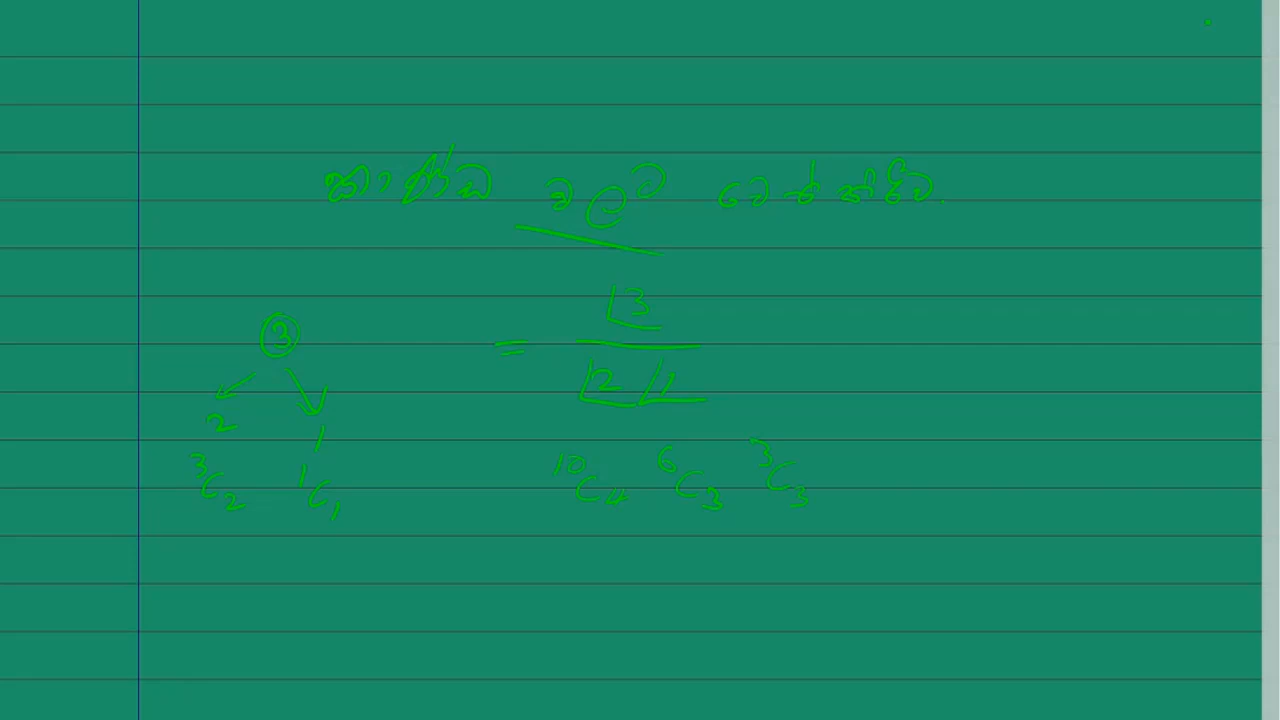 කාණ්ඩ වලට වෙන්කිරීම.
③ = ⌊3 / ⌊2 ⌊1
2 1
³C₂ ¹C₁ ¹⁰C₄ ⁶C₃ ³C₃